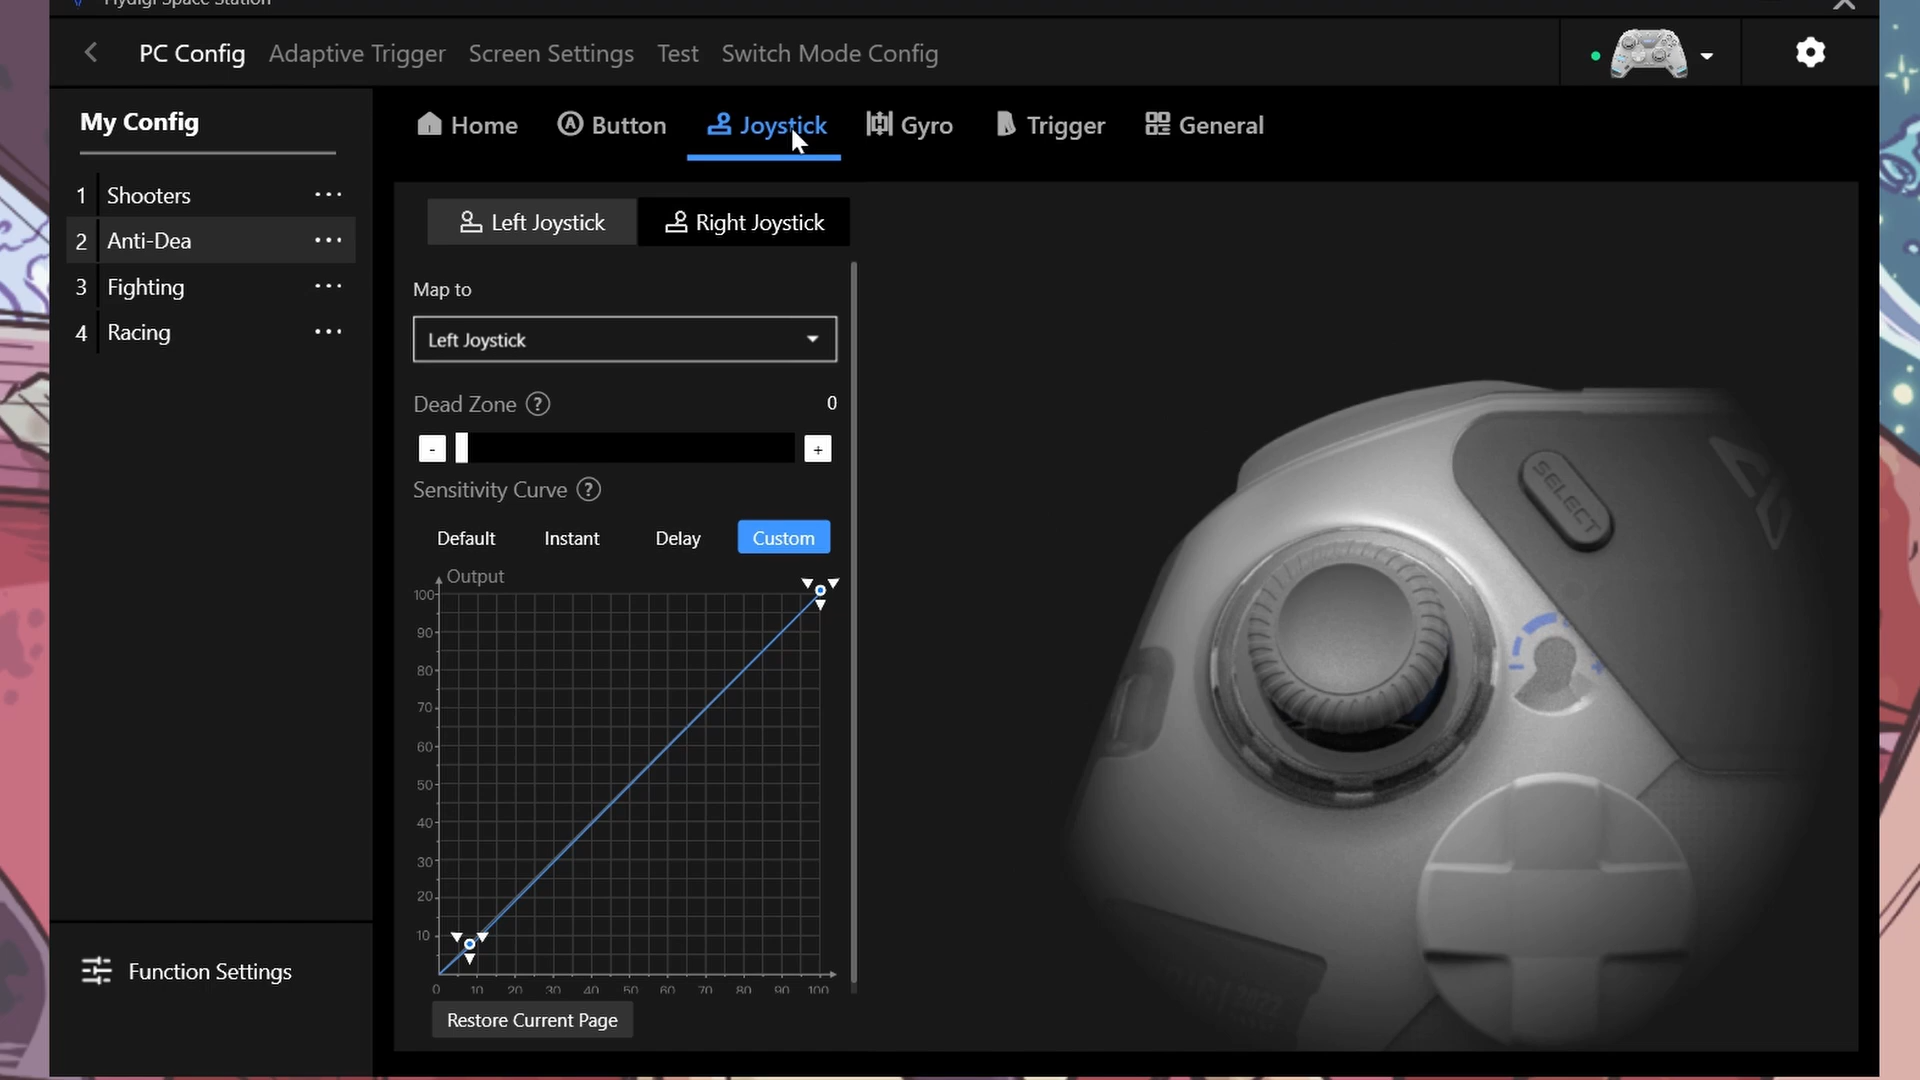 Flydigi Space Station
PC Config Adaptive Trigger Screen Settings Test Switch Mode Config
My Config
1 Shooters ...
2 Anti-Dea ...
3 Fighting ...
4 Racing ...
Function Settings
Home Button Joystick Gyro Trigger General
Left Joystick Right Joystick
Map to
Left Joystick
Dead Zone ? 0
- +
Sensitivity Curve ?
Default Instant Delay Custom
Output
100
90
80
70
60
50
40
30
20
10
0 10 20 30 40 50 60 70 80 90 100
Restore Current Page
SELECT